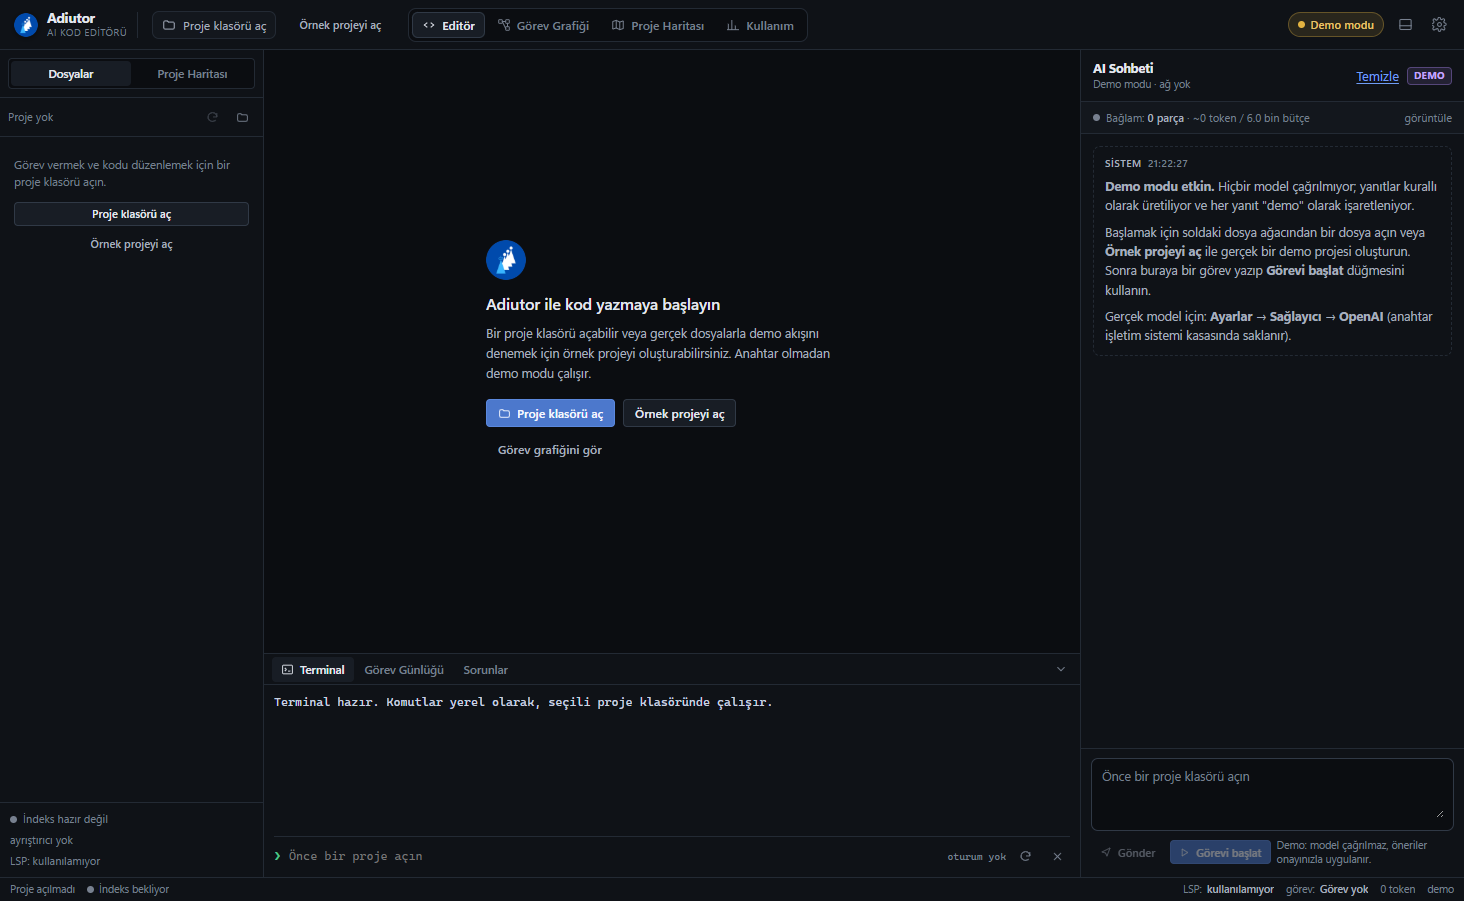 Adiutor
AI KOD EDİTÖRÜ
Proje klasörü aç
Örnek projeyi aç
Editör
Görev Grafiği
Proje Haritası
Kullanım
Demo modu
Dosyalar
Proje Haritası
Proje yok
Görev vermek ve kodu düzenlemek için bir
proje klasörü açın.
Proje klasörü aç
Örnek projeyi aç
İndeks hazır değil
ayrıştırıcı yok
LSP: kullanılamıyor
Adiutor ile kod yazmaya başlayın
Bir proje klasörü açabilir veya gerçek dosyalarla demo akışını
denemek için örnek projeyi oluşturabilirsiniz. Anahtar olmadan
demo modu çalışır.
Proje klasörü aç
Örnek projeyi aç
Görev grafiğini gör
Terminal
Görev Günlüğü
Sorunlar
Terminal hazır. Komutlar yerel olarak, seçili proje klasöründe çalışır.
❯ Önce bir proje açın
oturum yok
AI Sohbeti
Demo modu · ağ yok
Temizle
DEMO
Bağlam: 0 parça · ~0 token / 6.0 bin bütçe
görüntüle
SİSTEM 21:22:27
Demo modu etkin. Hiçbir model çağrılmıyor; yanıtlar kurallı
olarak üretiliyor ve her yanıt "demo" olarak işaretleniyor.
Başlamak için soldaki dosya ağacından bir dosya açın veya
Örnek projeyi aç ile gerçek bir demo projesi oluşturun.
Sonra buraya bir görev yazıp Görevi başlat düğmesini
kullanın.
Gerçek model için: Ayarlar → Sağlayıcı → OpenAI (anahtar
işletim sistemi kasasında saklanır).
Önce bir proje klasörü açın
Gönder
Görevi başlat
Demo: model çağrılmaz, öneriler
onayınızla uygulanır.
Proje açılmadı
İndeks bekliyor
LSP: kullanılamıyor
görev: Görev yok
0 token
demo